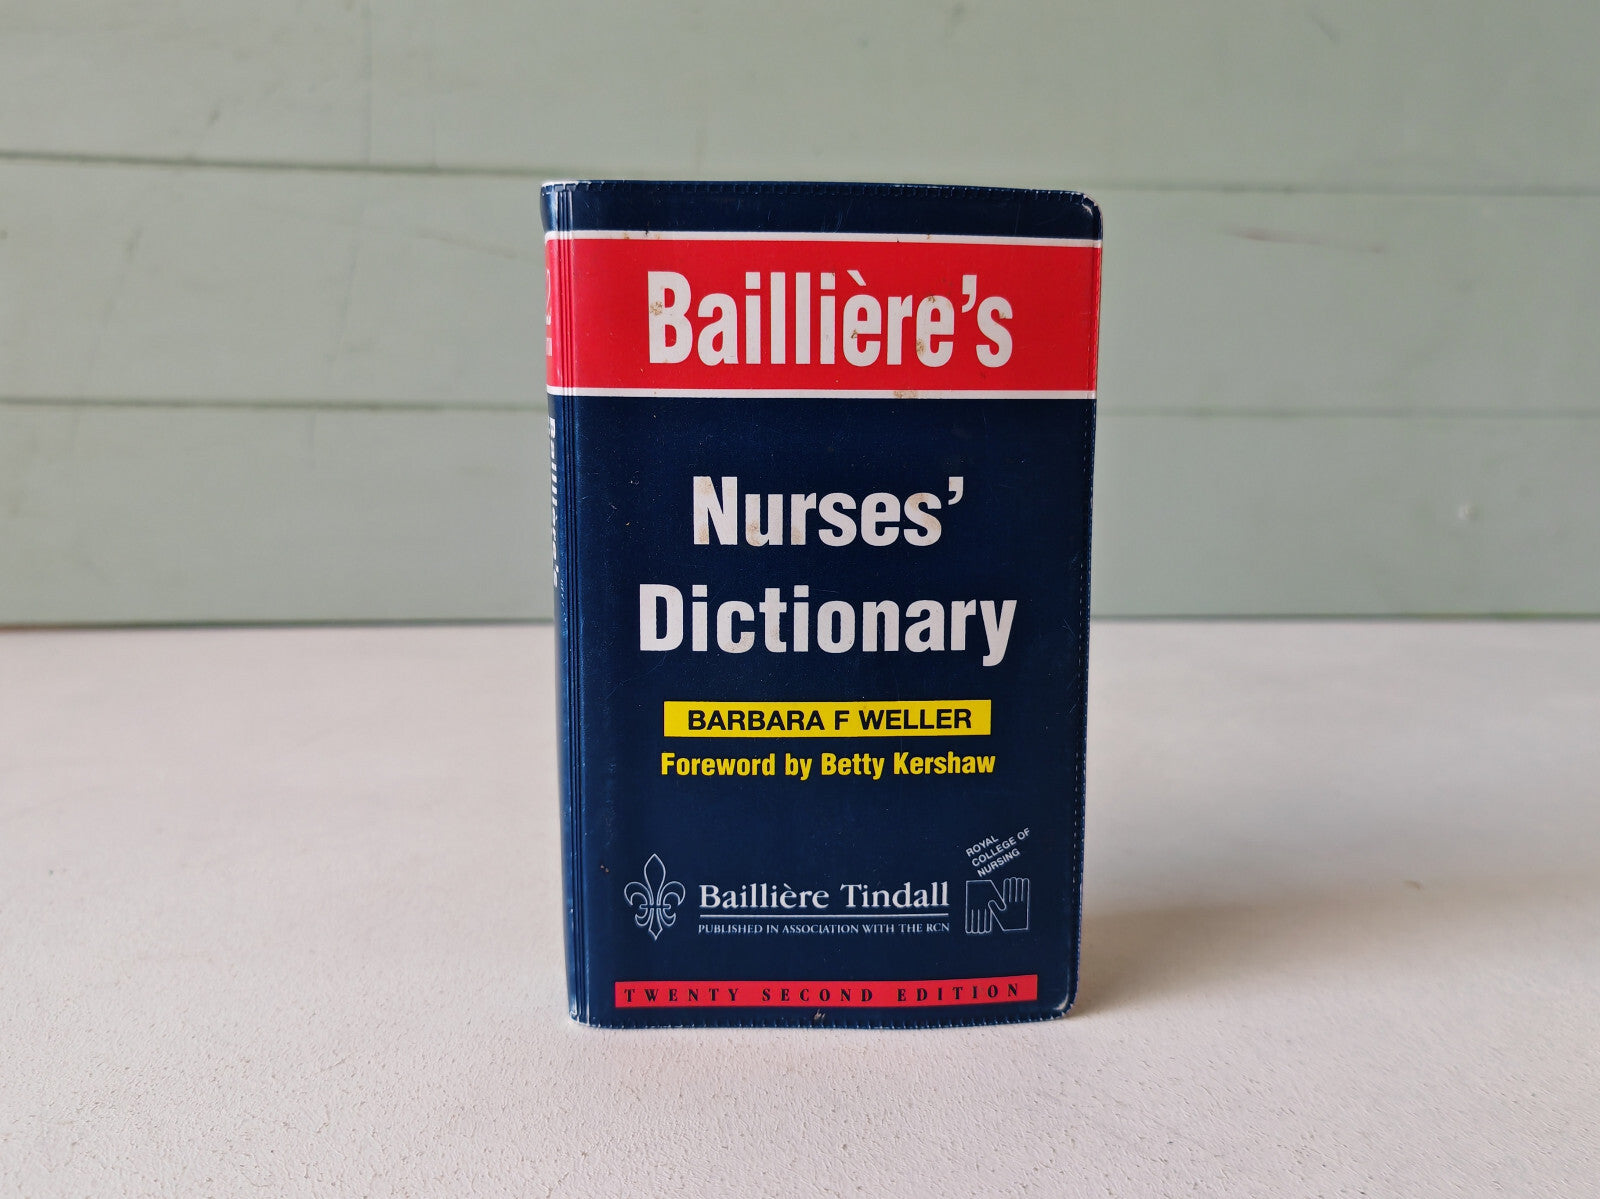 Baillière's
Nurses'
Dictionary
BARBARA F WELLER
Foreword by Betty Kershaw
ROYAL
COLLEGE OF
NURSING
Baillière Tindall
PUBLISHED IN ASSOCIATION WITH THE RCN
TWENTY SECOND EDITION
Baillière's